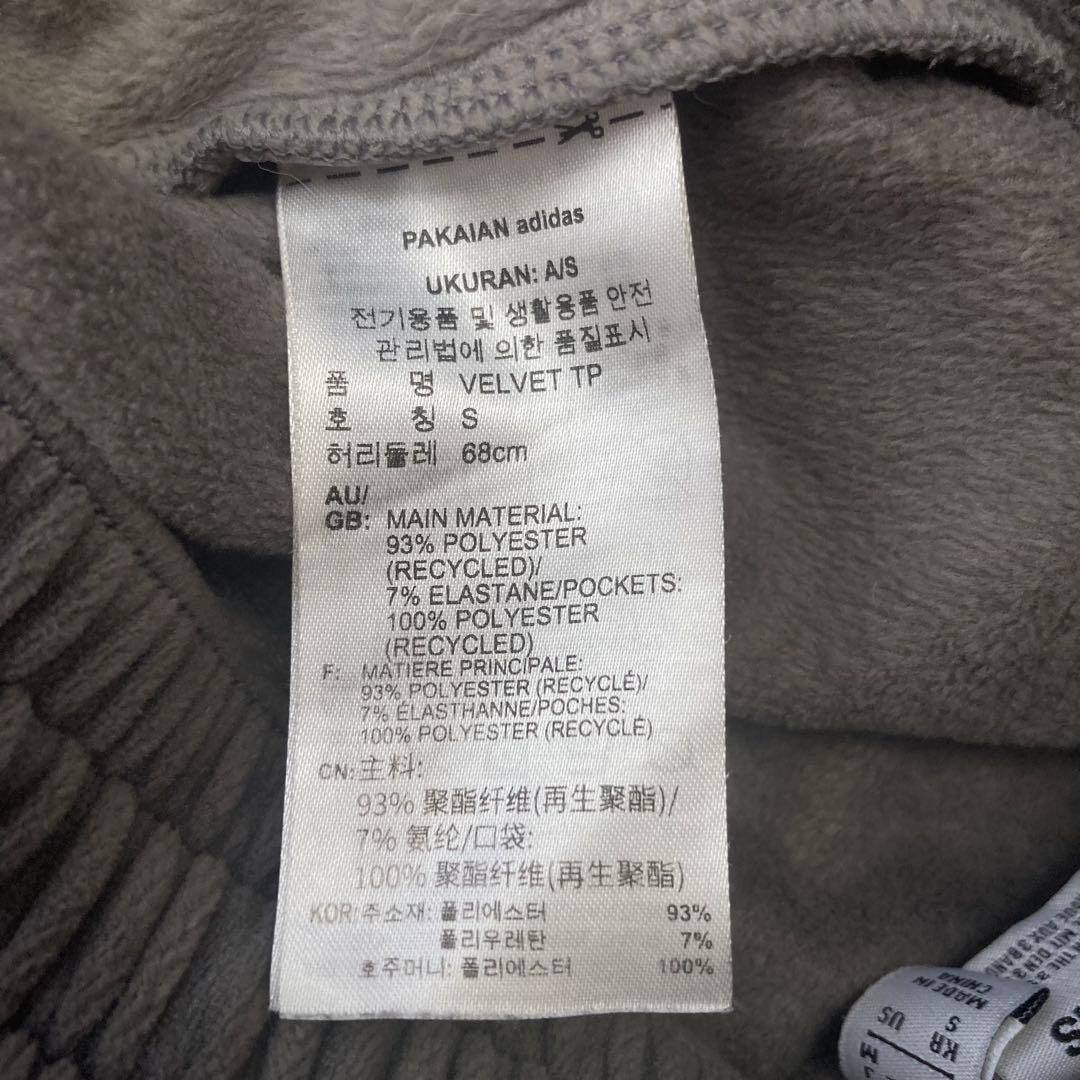 PAKAIAN adidas
UKURAN: A/S
전기용품 및 생활용품 안전
관리법에 의한 품질표시
품 명 VELVET TP
호 칭 S
허리둘레 68cm
AU/
GB: MAIN MATERIAL:
93% POLYESTER
(RECYCLED)/
7% ELASTANE/POCKETS:
100% POLYESTER
(RECYCLED)
F: MATIERE PRINCIPALE:
93% POLYESTER (RECYCLÉ)/
7% ÉLASTHANNE/POCHES:
100% POLYESTER (RECYCLÉ)
CN:主料:
93% 聚酯纤维(再生聚酯)/
7% 氨纶/口袋:
100% 聚酯纤维(再生聚酯)
KOR:주소재: 폴리에스터 93%
폴리우레탄 7%
호주머니: 폴리에스터 100%
MADE IN
CHINA
US
S
KR